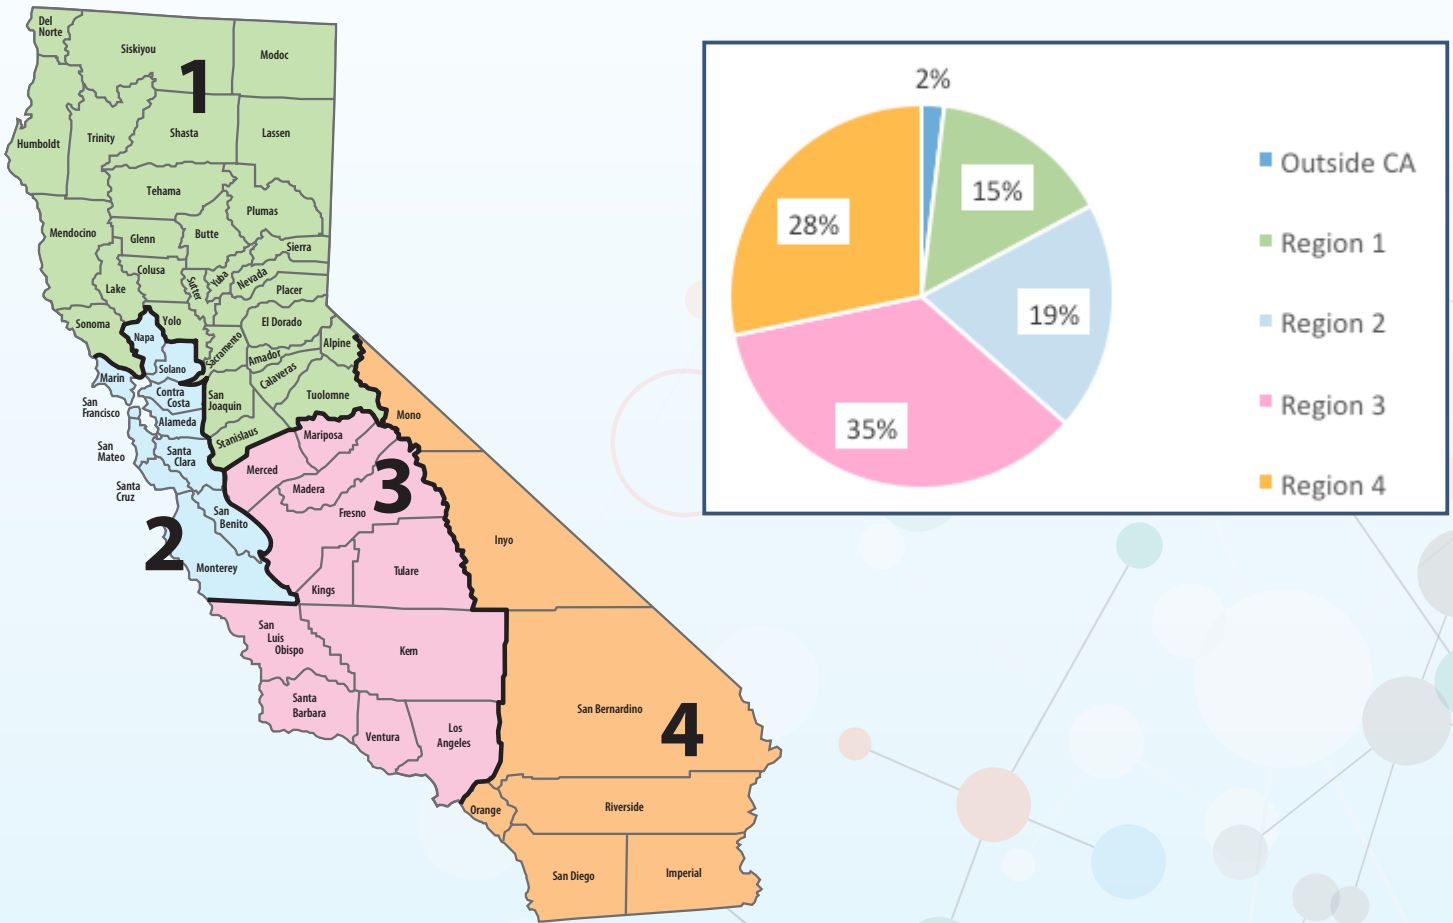 Del
Norte
Siskiyou
Modoc
1
Humboldt
Trinity
Shasta
Lassen
Tehama
Plumas
Mendocino
Glenn
Butte
Sierra
Colusa
Lake
Sutter
Yuba
Nevada
Placer
Sonoma
Yolo
Napa
El Dorado
Sacramento
Alpine
Amador
Solano
Marin
Calaveras
Contra
Costa
San
Joaquin
Tuolomne
San
Francisco
Alameda
Mono
Stanislaus
Mariposa
San
Mateo
Santa
Clara
Merced
3
Santa
Cruz
Madera
Fresno
San
Benito
2
Inyo
Monterey
Tulare
Kings
San
Luis
Obispo
Kern
Santa
Barbara
San Bernardino
4
Ventura
Los
Angeles
Orange
Riverside
San Diego
Imperial
2%
15%
28%
19%
35%
Outside CA
Region 1
Region 2
Region 3
Region 4